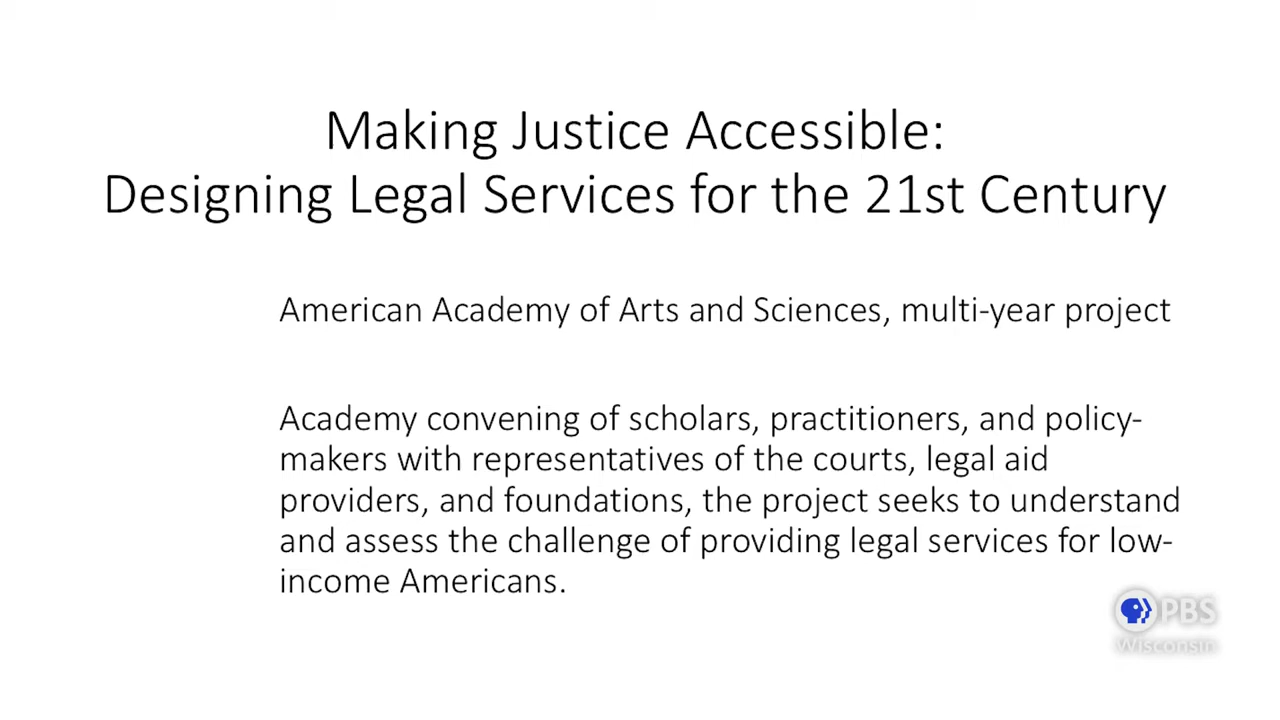 Making Justice Accessible:
Designing Legal Services for the 21st Century
American Academy of Arts and Sciences, multi-year project
Academy convening of scholars, practitioners, and policy-
makers with representatives of the courts, legal aid
providers, and foundations, the project seeks to understand
and assess the challenge of providing legal services for low-
income Americans.
PBS
Wisconsin